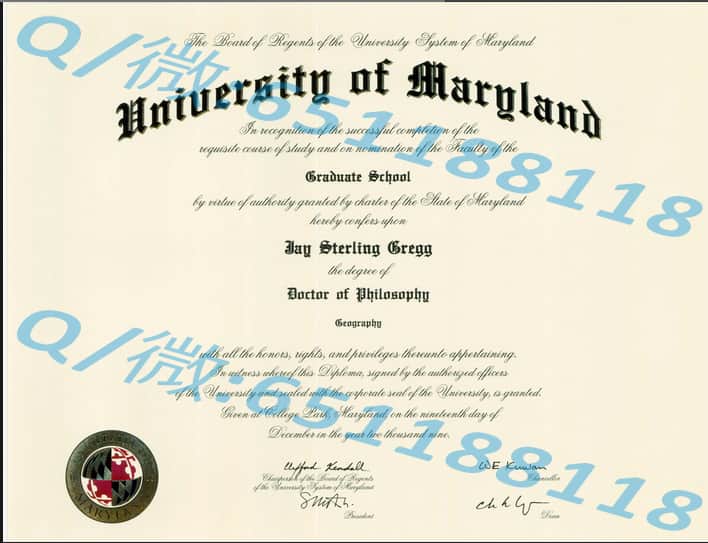 The Board of Regents of the University System of Maryland
University of Maryland
In recognition of the successful completion of the
requisite course of study and on nomination of the Faculty of the
Graduate School
by virtue of authority granted by charter of the State of Maryland
hereby confers upon
Jay Sterling Gregg
the degree of
Doctor of Philosophy
Geography
with all the honors, rights, and privileges thereunto appertaining.
In witness whereof this Diploma, signed by the authorized officers
of the University and sealed with the corporate seal of the University, is granted.
Given at College Park, Maryland, on the nineteenth day of
December in the year two thousand nine.
Clifford Kendall
Chairperson of the Board of Regents
of the University System of Maryland
WE Kirwan
Chancellor
President
Dean
MARYLAND
Q/微:651188118
Q/微:651188118